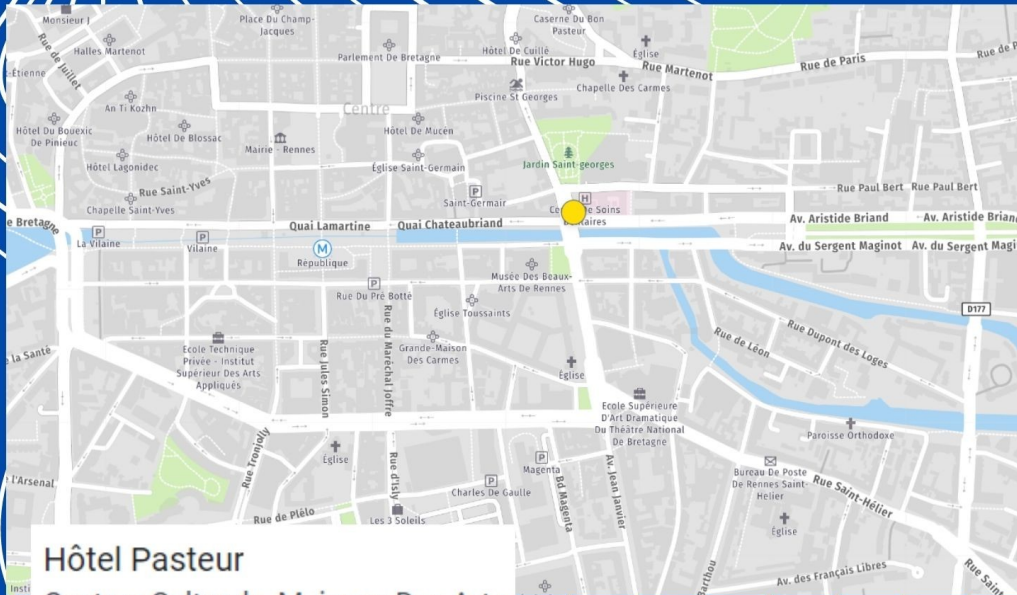 Monsieur J
Place Du Champ-
Jacques
Caserne Du Bon
Pasteur
Rue de Juillet
Halles Martenot
Parlement De Bretagne
Hôtel De Cuillé
Église
Rue Victor Hugo
Rue Martenot
Rue de Paris
Rue de P
-Étienne
Piscine St Georges
Chapelle Des Carmes
An Ti Kozhn
Centre
Hôtel Du Bouexic
De Pinieuc
Hôtel De Blossac
Mairie - Rennes
Hôtel De Mucen
Hôtel Lagonidec
Église Saint-Germain
Jardin Saint-georges
Rue Saint-Yves
P
Saint-Germain
H
Rue Paul Bert
Rue Paul Bert
Chapelle Saint-Yves
de Soins
e Bretagne
Quai Lamartine
Quai Chateaubriand
Av. Aristide Briand
Av. Aristide Brian
P
La Vilaine
P
Vilaine
M
République
Av. du Sergent Maginot
Av. du Sergent Magi
Musée Des Beaux-
Arts De Rennes
P
Rue Du Pré Botté
Église Toussaints
D177
Rue du Maréchal Joffre
Rue Jules Simon
Grande-Maison
Des Carmes
Rue de Léon
Rue Dupont des Loges
e la Santé
Ecole Technique
Privée - Institut
Supérieur Des Arts
Appliqués
Église
Ecole Supérieure
D'Art Dramatique
Du Théâtre National
De Bretagne
Paroisse Orthodoxe
Rue Tronjolly
Église
Rue d'Isly
P
Magenta
Bd Magenta
Av. Jean Janvier
Bureau De Poste
De Rennes Saint-
Hélier
Rue Saint-Hélier
l'Arsenal
P
Charles De Gaulle
Rue de Plélo
Les 3 Soleils
Église
Hôtel Pasteur
Barthou
Av. des Français Libres
Rue Saint
Insti